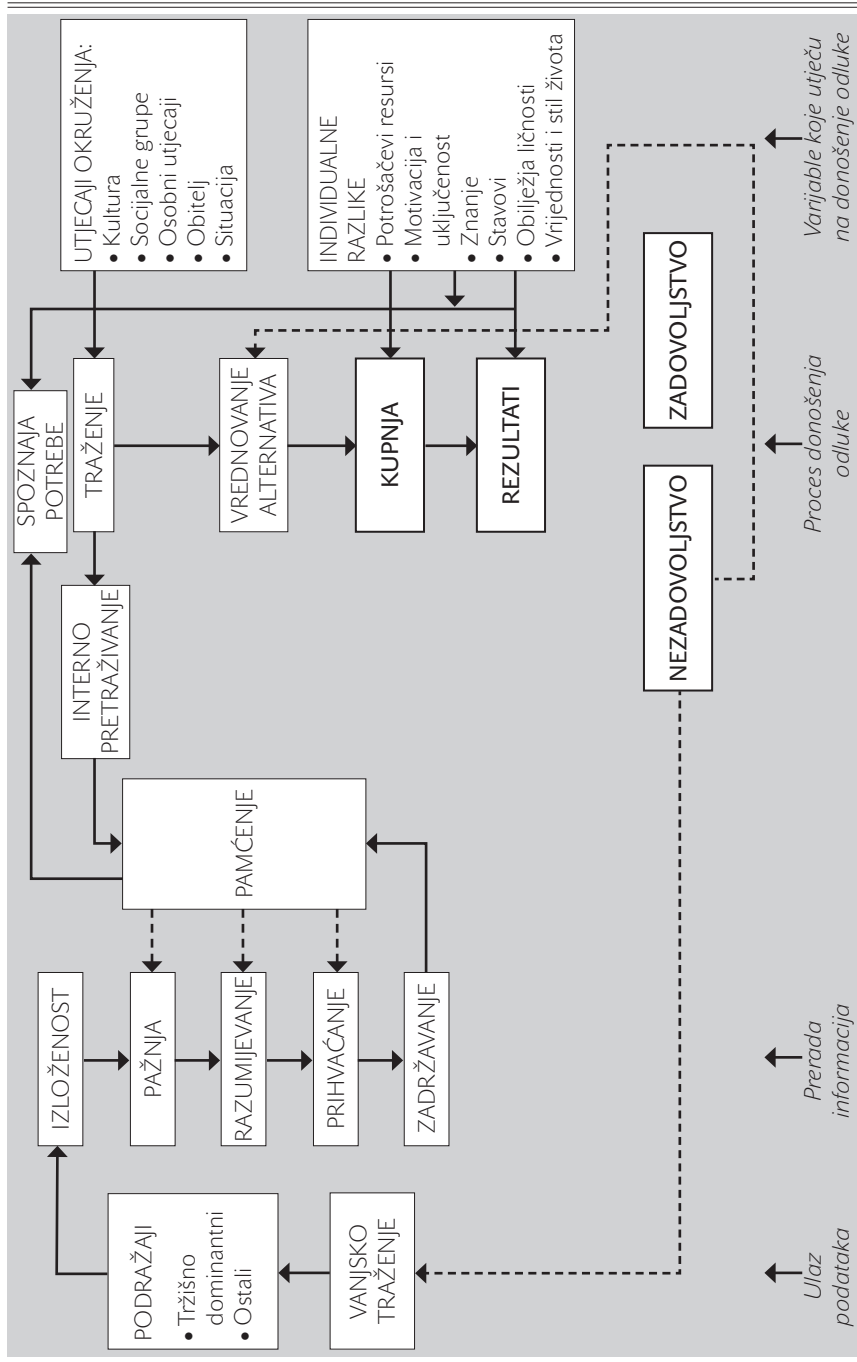 PODRAŽAJI
• Tržišno
dominantni
• Ostali
VANJSKO
TRAŽENJE
Ulaz
podataka
IZLOŽENOST
PAŽNJA
RAZUMIJEVANJE
PRIHVAĆANJE
ZADRŽAVANJE
Prerada
informacija
PAMĆENJE
INTERNO
PRETRAŽIVANJE
SPOZNAJA
POTREBE
TRAŽENJE
VREDNOVANJE
ALTERNATIVA
KUPNJA
REZULTATI
NEZADOVOLJSTVO
ZADOVOLJSTVO
Proces donošenja
odluke
UTJECAJI OKRUŽENJA:
• Kultura
• Socijalne grupe
• Osobni utjecaji
• Obitelj
• Situacija
INDIVIDUALNE
RAZLIKE
• Potrošačevi resursi
• Motivacija i
uključenost
• Znanje
• Stavovi
• Obilježja ličnosti
• Vrijednosti i stil života
Varijable koje utječu
na donošenje odluke